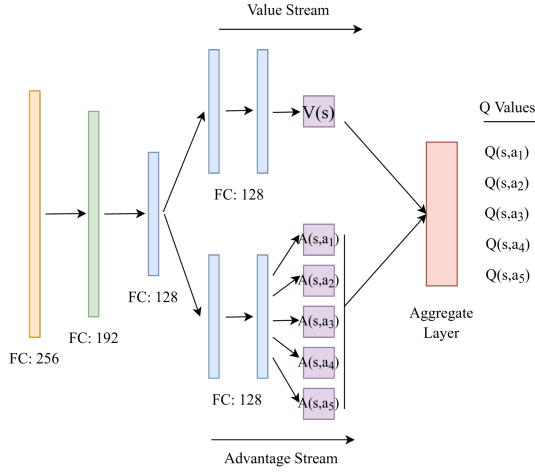 Value Stream
V(s)
FC: 128
Q Values
Q(s,a1)
Q(s,a2)
Q(s,a3)
Q(s,a4)
Q(s,a5)
A(s,a1)
A(s,a2)
A(s,a3)
A(s,a4)
A(s,a5)
FC: 128
FC: 192
FC: 256
FC: 128
Aggregate
Layer
Advantage Stream